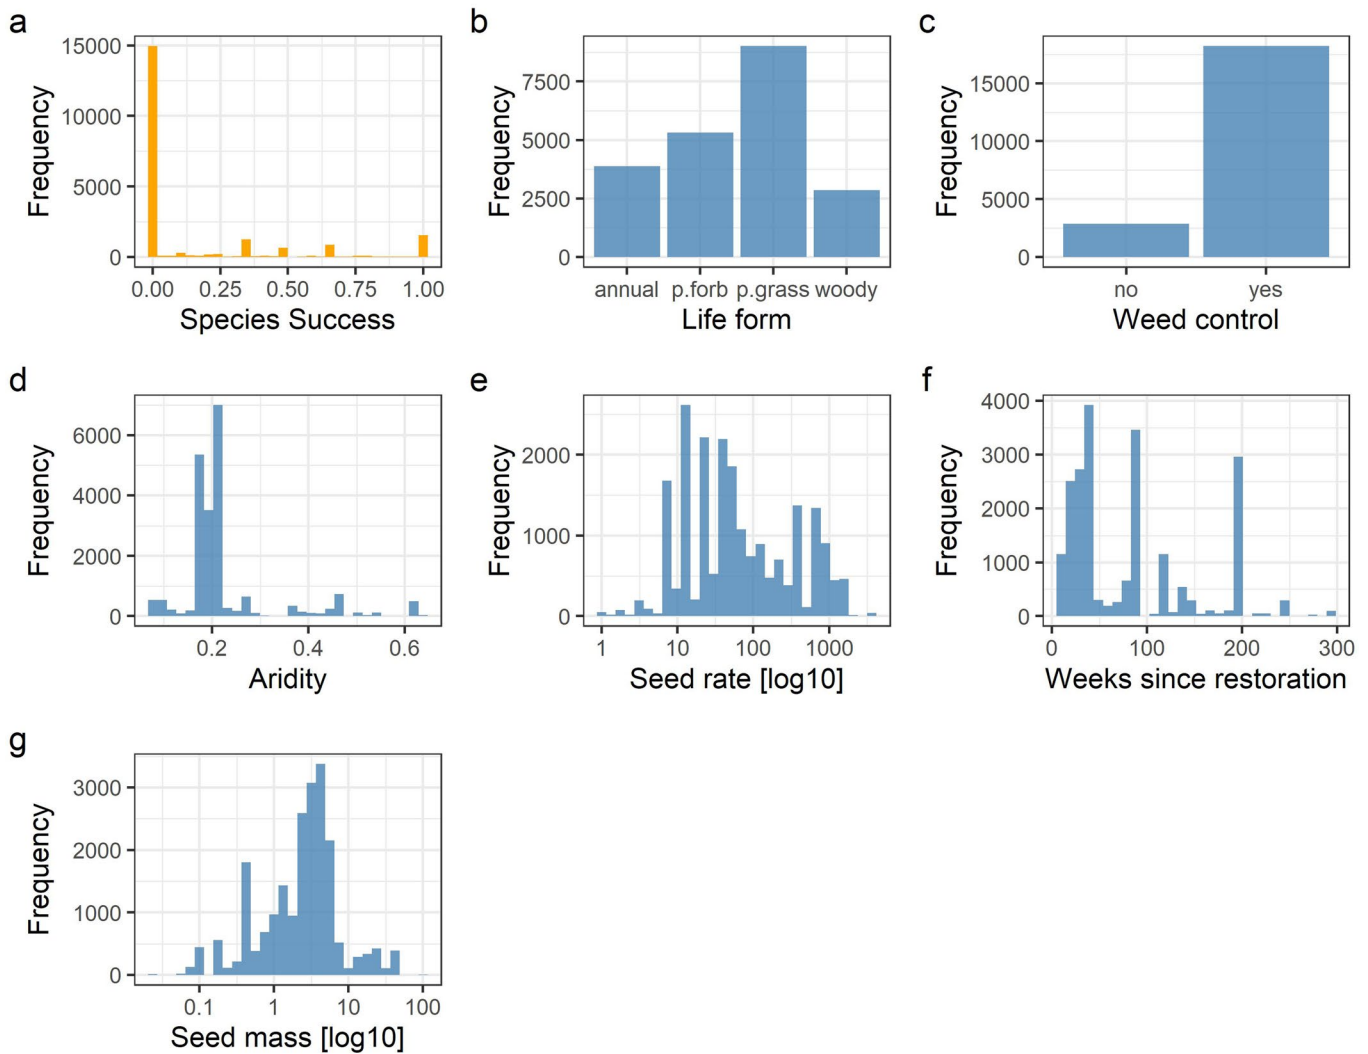 a
15000
10000
5000
0
Frequency
0.00 0.25 0.50 0.75 1.00
Species Success
b
7500
5000
2500
0
Frequency
annual p.forb p.grass woody
Life form
c
15000
10000
5000
0
Frequency
no yes
Weed control
d
6000
4000
2000
0
Frequency
0.2 0.4 0.6
Aridity
e
2000
1000
0
Frequency
1 10 100 1000
Seed rate [log10]
f
4000
3000
2000
1000
0
Frequency
0 100 200 300
Weeks since restoration
g
3000
2000
1000
0
Frequency
0.1 1 10 100
Seed mass [log10]